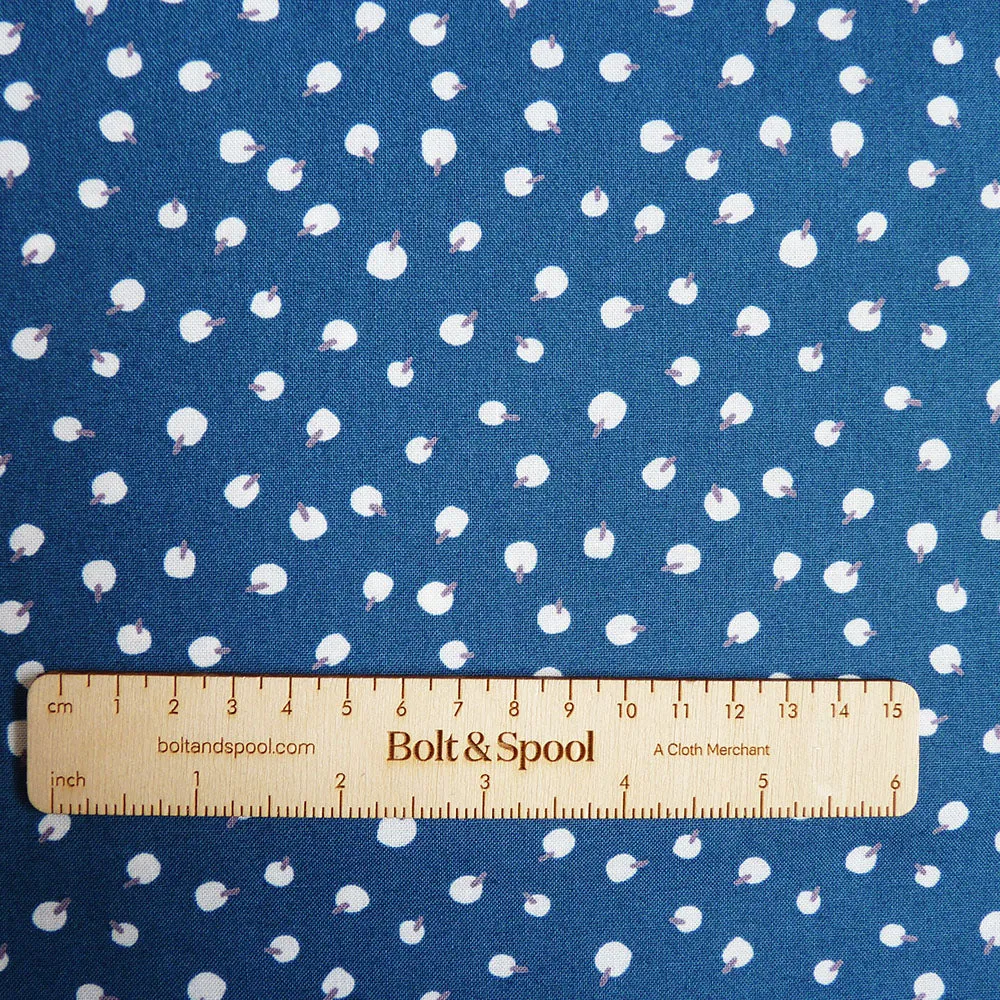 cm 1 2 3 4 5 6 7 8 9 10 11 12 13 14 15
boltandspool.com Bolt & Spool A Cloth Merchant
inch 1 2 3 4 5 6